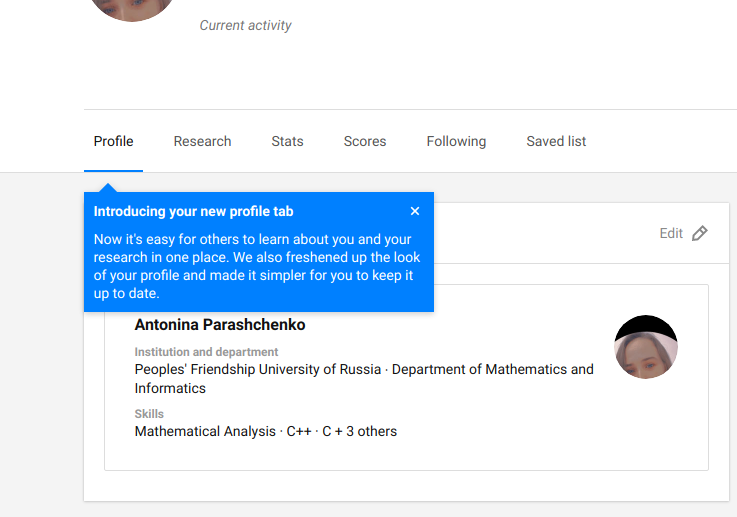 Current activity
Profile Research Stats Scores Following Saved list
Introducing your new profile tab
Now it's easy for others to learn about you and your
research in one place. We also freshened up the look
of your profile and made it simpler for you to keep it
up to date.
Edit
Antonina Parashchenko
Institution and department
Peoples' Friendship University of Russia · Department of Mathematics and
Informatics
Skills
Mathematical Analysis · C++ · C + 3 others